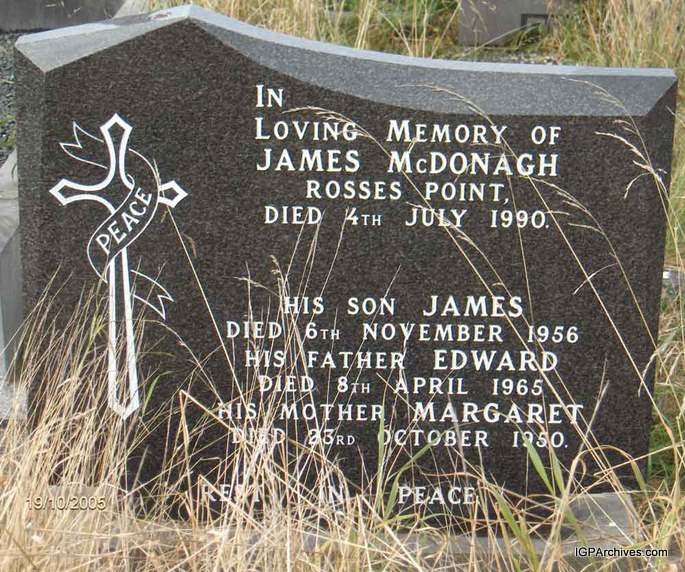 IN
LOVING MEMORY OF
JAMES McDONAGH
ROSSES POINT,
DIED 4TH JULY 1990.
PEACE
HIS SON JAMES
DIED 6TH NOVEMBER 1956
HIS FATHER EDWARD
DIED 8TH APRIL 1965
HIS MOTHER MARGARET
DIED 23RD OCTOBER 1950.
REST IN PEACE
19/10/2005
IGPArchives.com